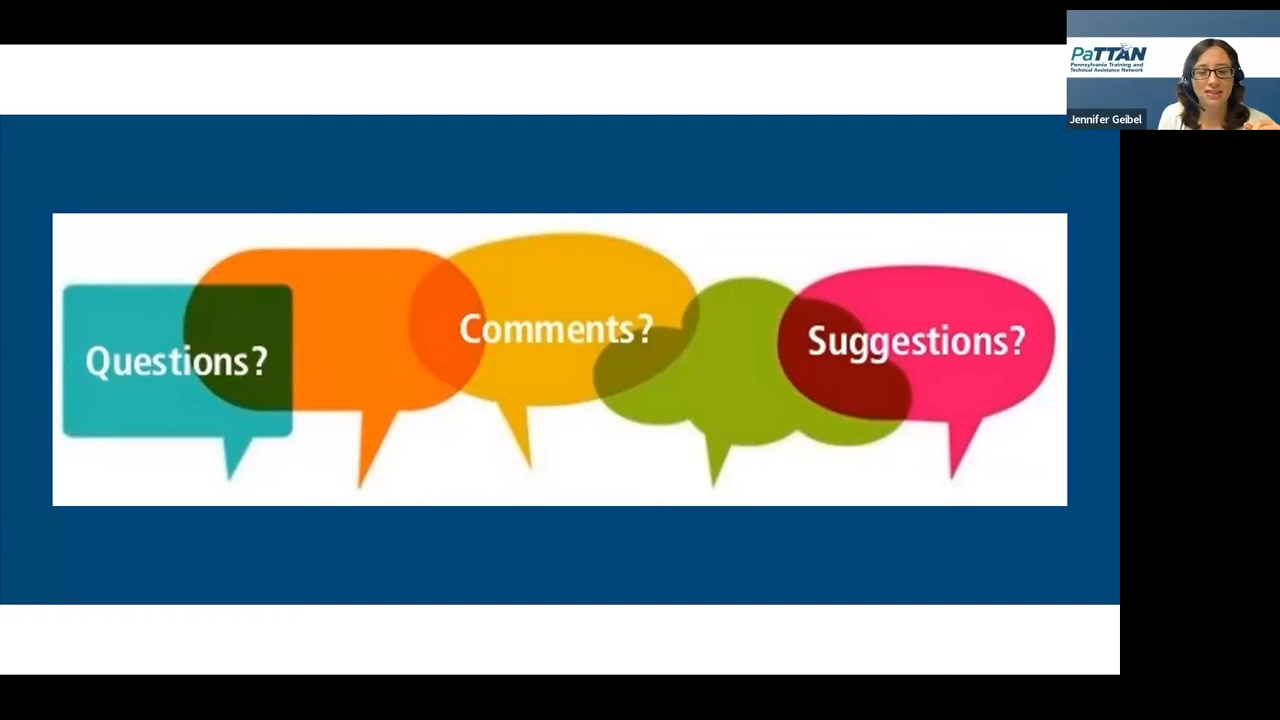 PaTTAN
Pennsylvania Training and
Technical Assistance Network
Jennifer Geibel
Questions?
Comments?
Suggestions?